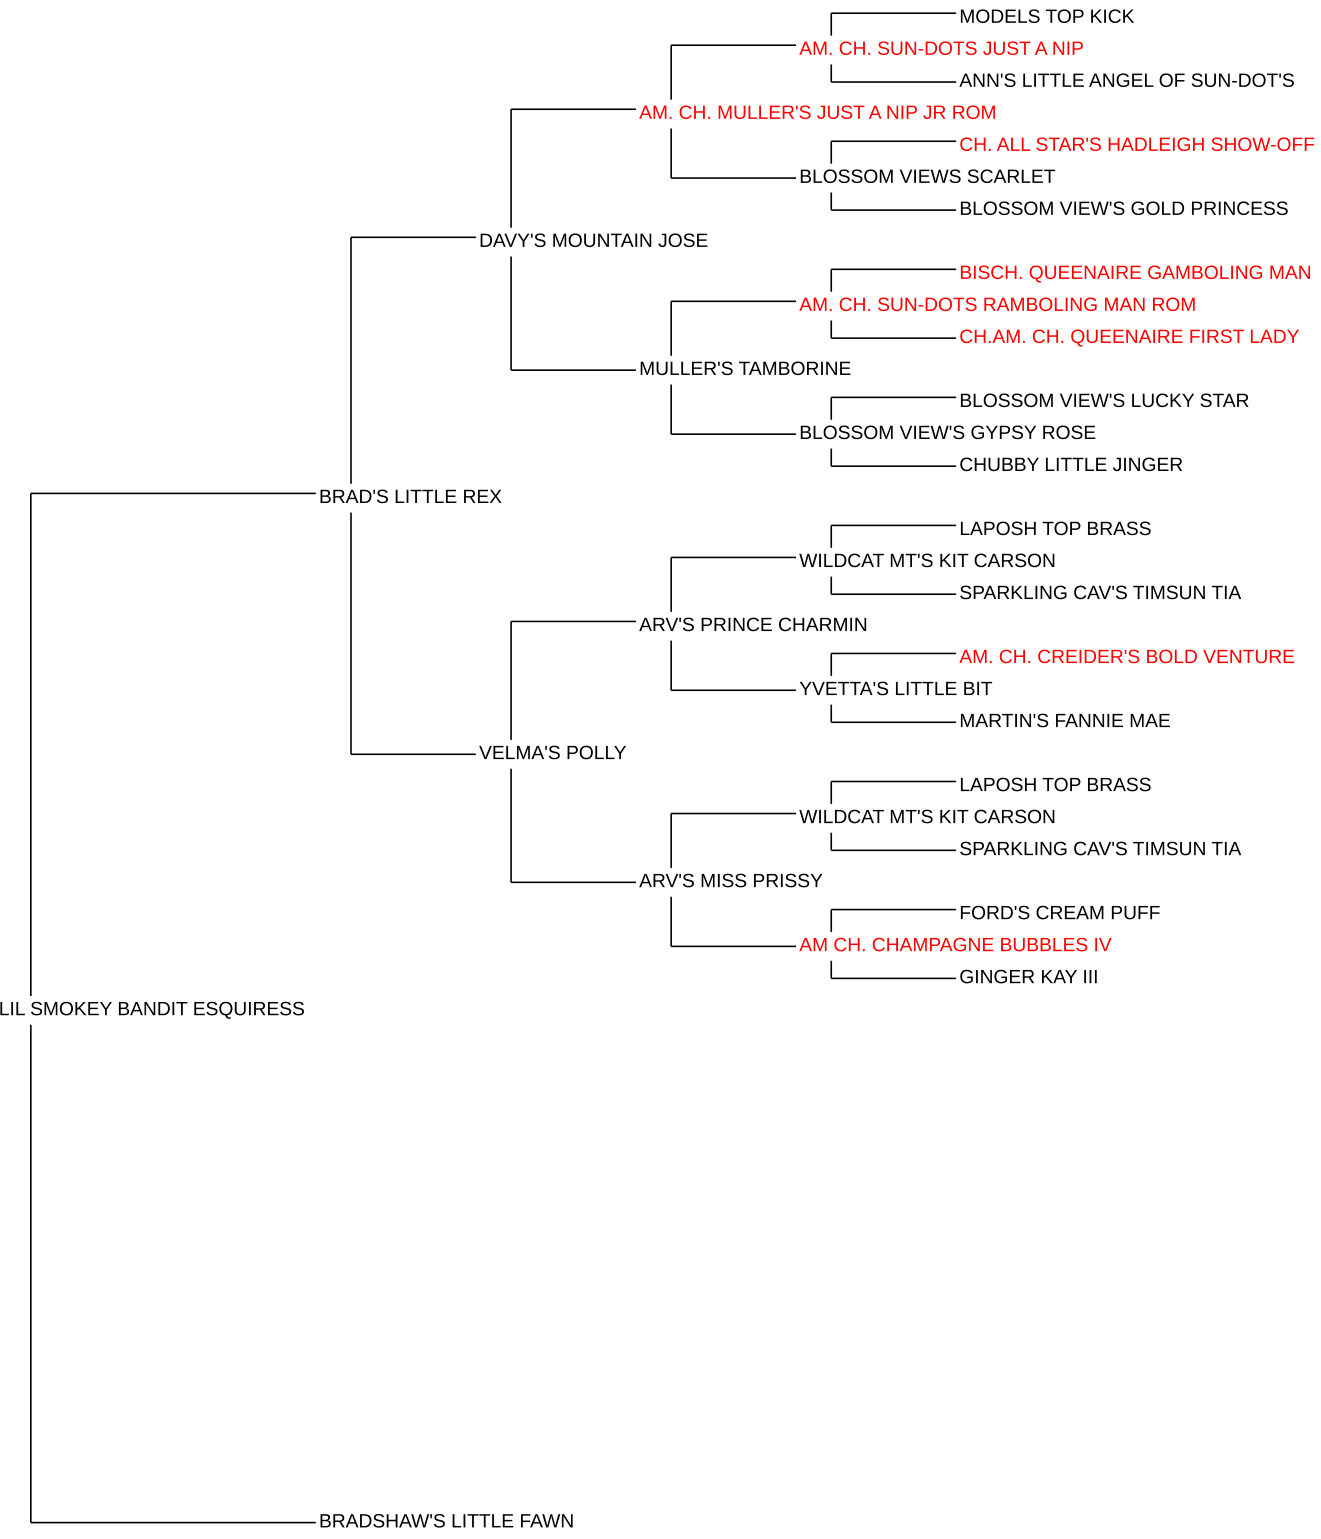 MODELS TOP KICK
AM. CH. SUN-DOTS JUST A NIP
ANN'S LITTLE ANGEL OF SUN-DOT'S
AM. CH. MULLER'S JUST A NIP JR ROM
CH. ALL STAR'S HADLEIGH SHOW-OFF
BLOSSOM VIEWS SCARLET
BLOSSOM VIEW'S GOLD PRINCESS
DAVY'S MOUNTAIN JOSE
BISCH. QUEENAIRE GAMBOLING MAN
AM. CH. SUN-DOTS RAMBOLING MAN ROM
CH.AM. CH. QUEENAIRE FIRST LADY
MULLER'S TAMBORINE
BLOSSOM VIEW'S LUCKY STAR
BLOSSOM VIEW'S GYPSY ROSE
CHUBBY LITTLE JINGER
BRAD'S LITTLE REX
LAPOSH TOP BRASS
WILDCAT MT'S KIT CARSON
SPARKLING CAV'S TIMSUN TIA
ARV'S PRINCE CHARMIN
AM. CH. CREIDER'S BOLD VENTURE
YVETTA'S LITTLE BIT
MARTIN'S FANNIE MAE
VELMA'S POLLY
LAPOSH TOP BRASS
WILDCAT MT'S KIT CARSON
SPARKLING CAV'S TIMSUN TIA
ARV'S MISS PRISSY
FORD'S CREAM PUFF
AM CH. CHAMPAGNE BUBBLES IV
GINGER KAY III
LIL SMOKEY BANDIT ESQUIRESS
BRADSHAW'S LITTLE FAWN